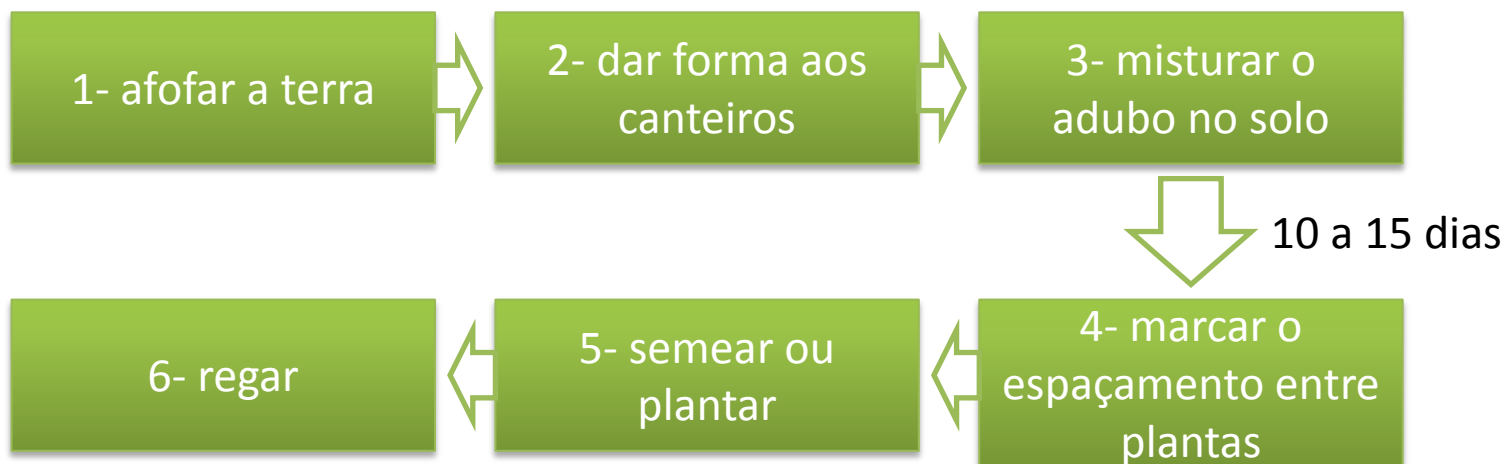 1- afofar a terra
2- dar forma aos
canteiros
3- misturar o
adubo no solo
10 a 15 dias
4- marcar o
espaçamento entre
plantas
5- semear ou
plantar
6- regar